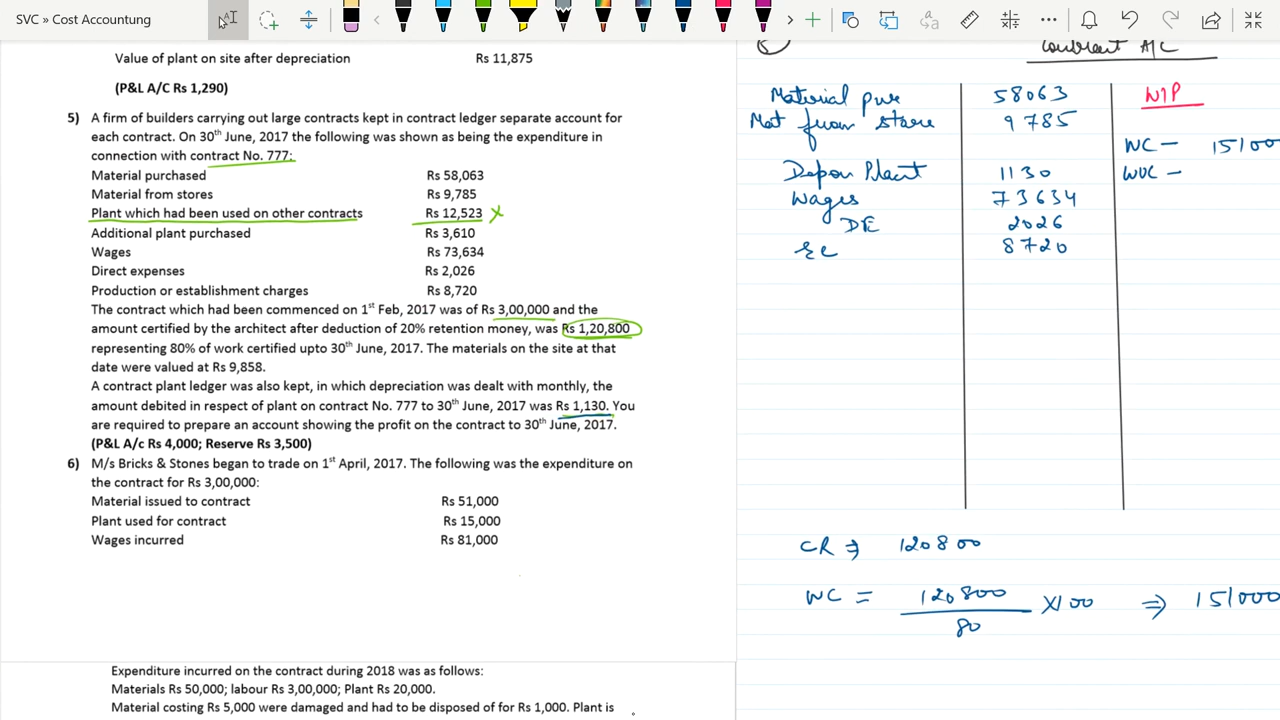 SVC » Cost Accountung
Value of plant on site after depreciation Rs 11,875
(P&L A/C Rs 1,290)
5) A firm of builders carrying out large contracts kept in contract ledger separate account for
each contract. On 30th June, 2017 the following was shown as being the expenditure in
connection with contract No. 777:
Material purchased Rs 58,063
Material from stores Rs 9,785
Plant which had been used on other contracts Rs 12,523 X
Additional plant purchased Rs 3,610
Wages Rs 73,634
Direct expenses Rs 2,026
Production or establishment charges Rs 8,720
The contract which had been commenced on 1st Feb, 2017 was of Rs 3,00,000 and the
amount certified by the architect after deduction of 20% retention money, was Rs 1,20,800
representing 80% of work certified upto 30th June, 2017. The materials on the site at that
date were valued at Rs 9,858.
A contract plant ledger was also kept, in which depreciation was dealt with monthly, the
amount debited in respect of plant on contract No. 777 to 30th June, 2017 was Rs 1,130. You
are required to prepare an account showing the profit on the contract to 30th June, 2017.
(P&L A/c Rs 4,000; Reserve Rs 3,500)
6) M/s Bricks & Stones began to trade on 1st April, 2017. The following was the expenditure on
the contract for Rs 3,00,000:
Material issued to contract Rs 51,000
Plant used for contract Rs 15,000
Wages incurred Rs 81,000
Expenditure incurred on the contract during 2018 was as follows:
Materials Rs 50,000; labour Rs 3,00,000; Plant Rs 20,000.
Material costing Rs 5,000 were damaged and had to be disposed of for Rs 1,000. Plant is
Contract A/C
Material pure 58063 WIP
Mat from store 9785
WC - 151000
Depon Plant 1130 WUC -
Wages 73634
DE 2026
8720
CR ⇒ 120800
WC = 120800 / 80 X100 ⇒ 151000